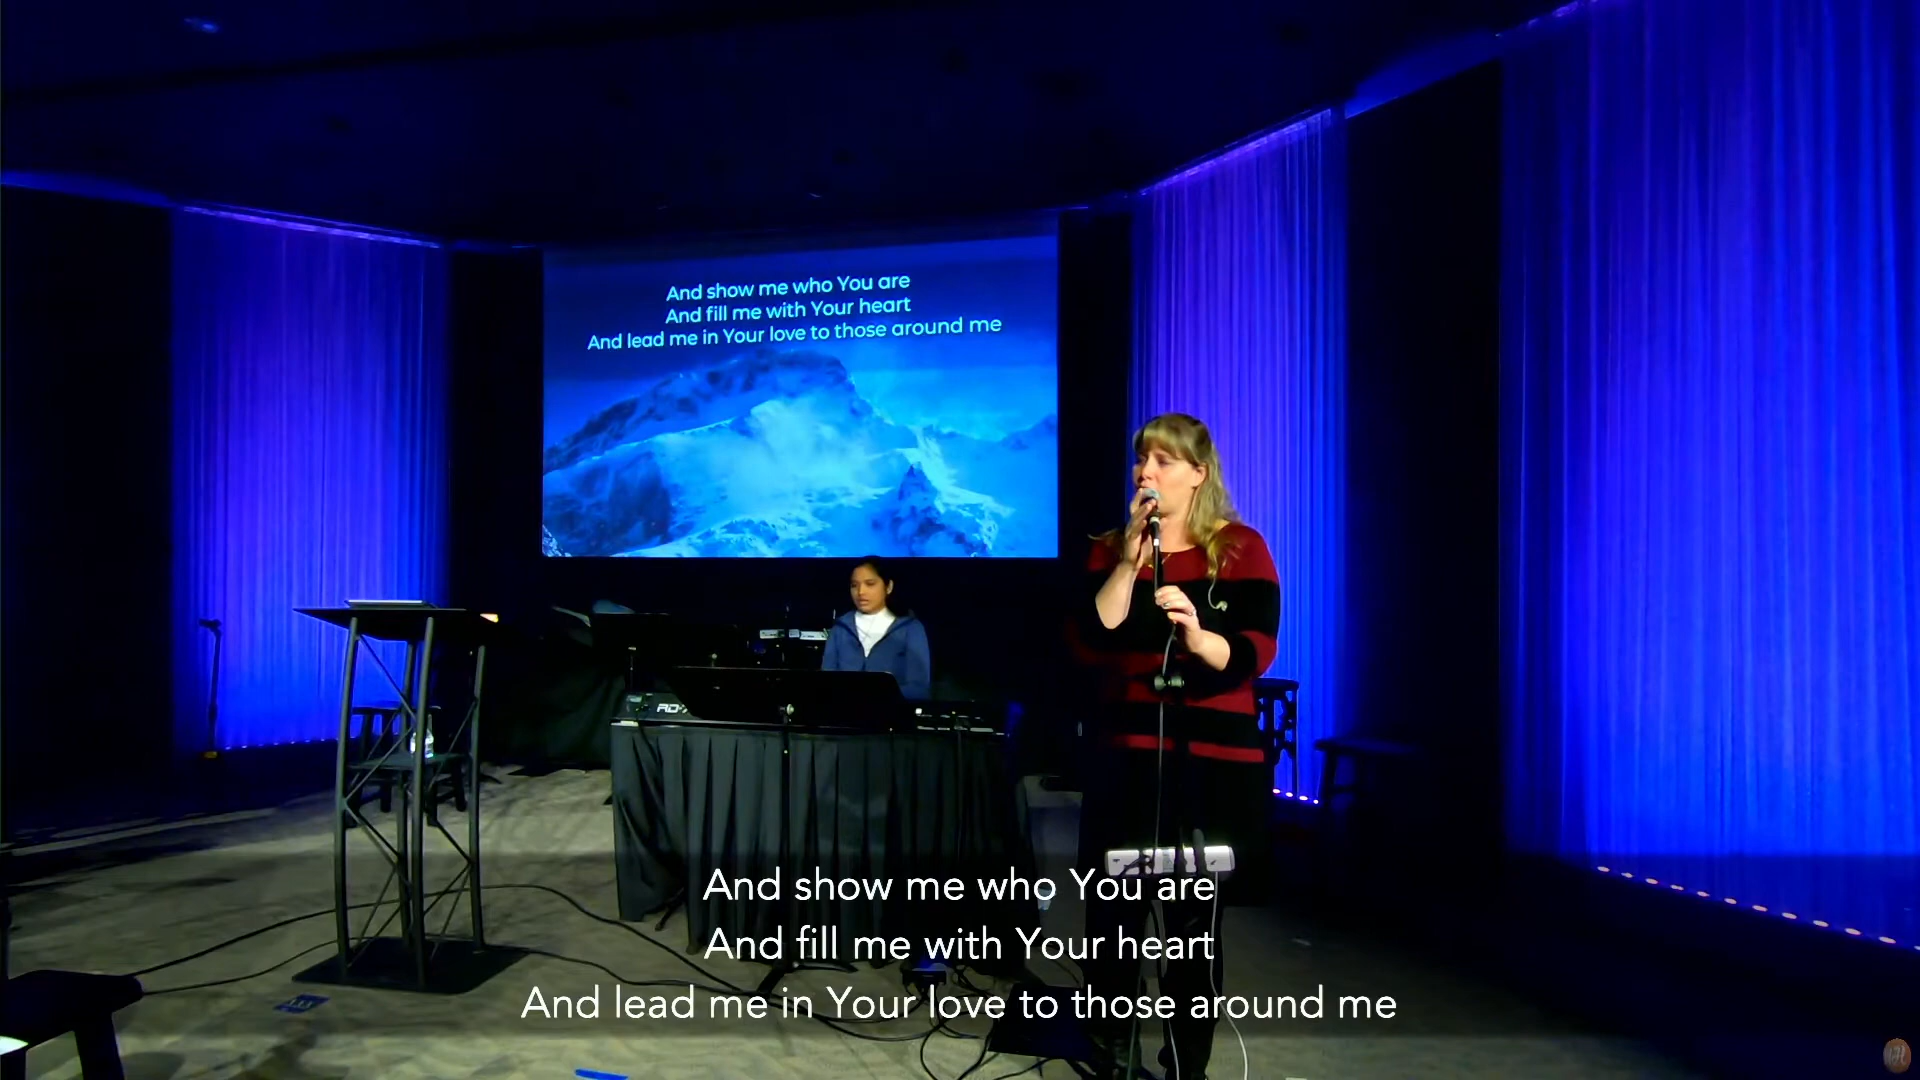 And show me who You are
And fill me with Your heart
And lead me in Your love to those around me
And show me who You are
And fill me with Your heart
And lead me in Your love to those around me